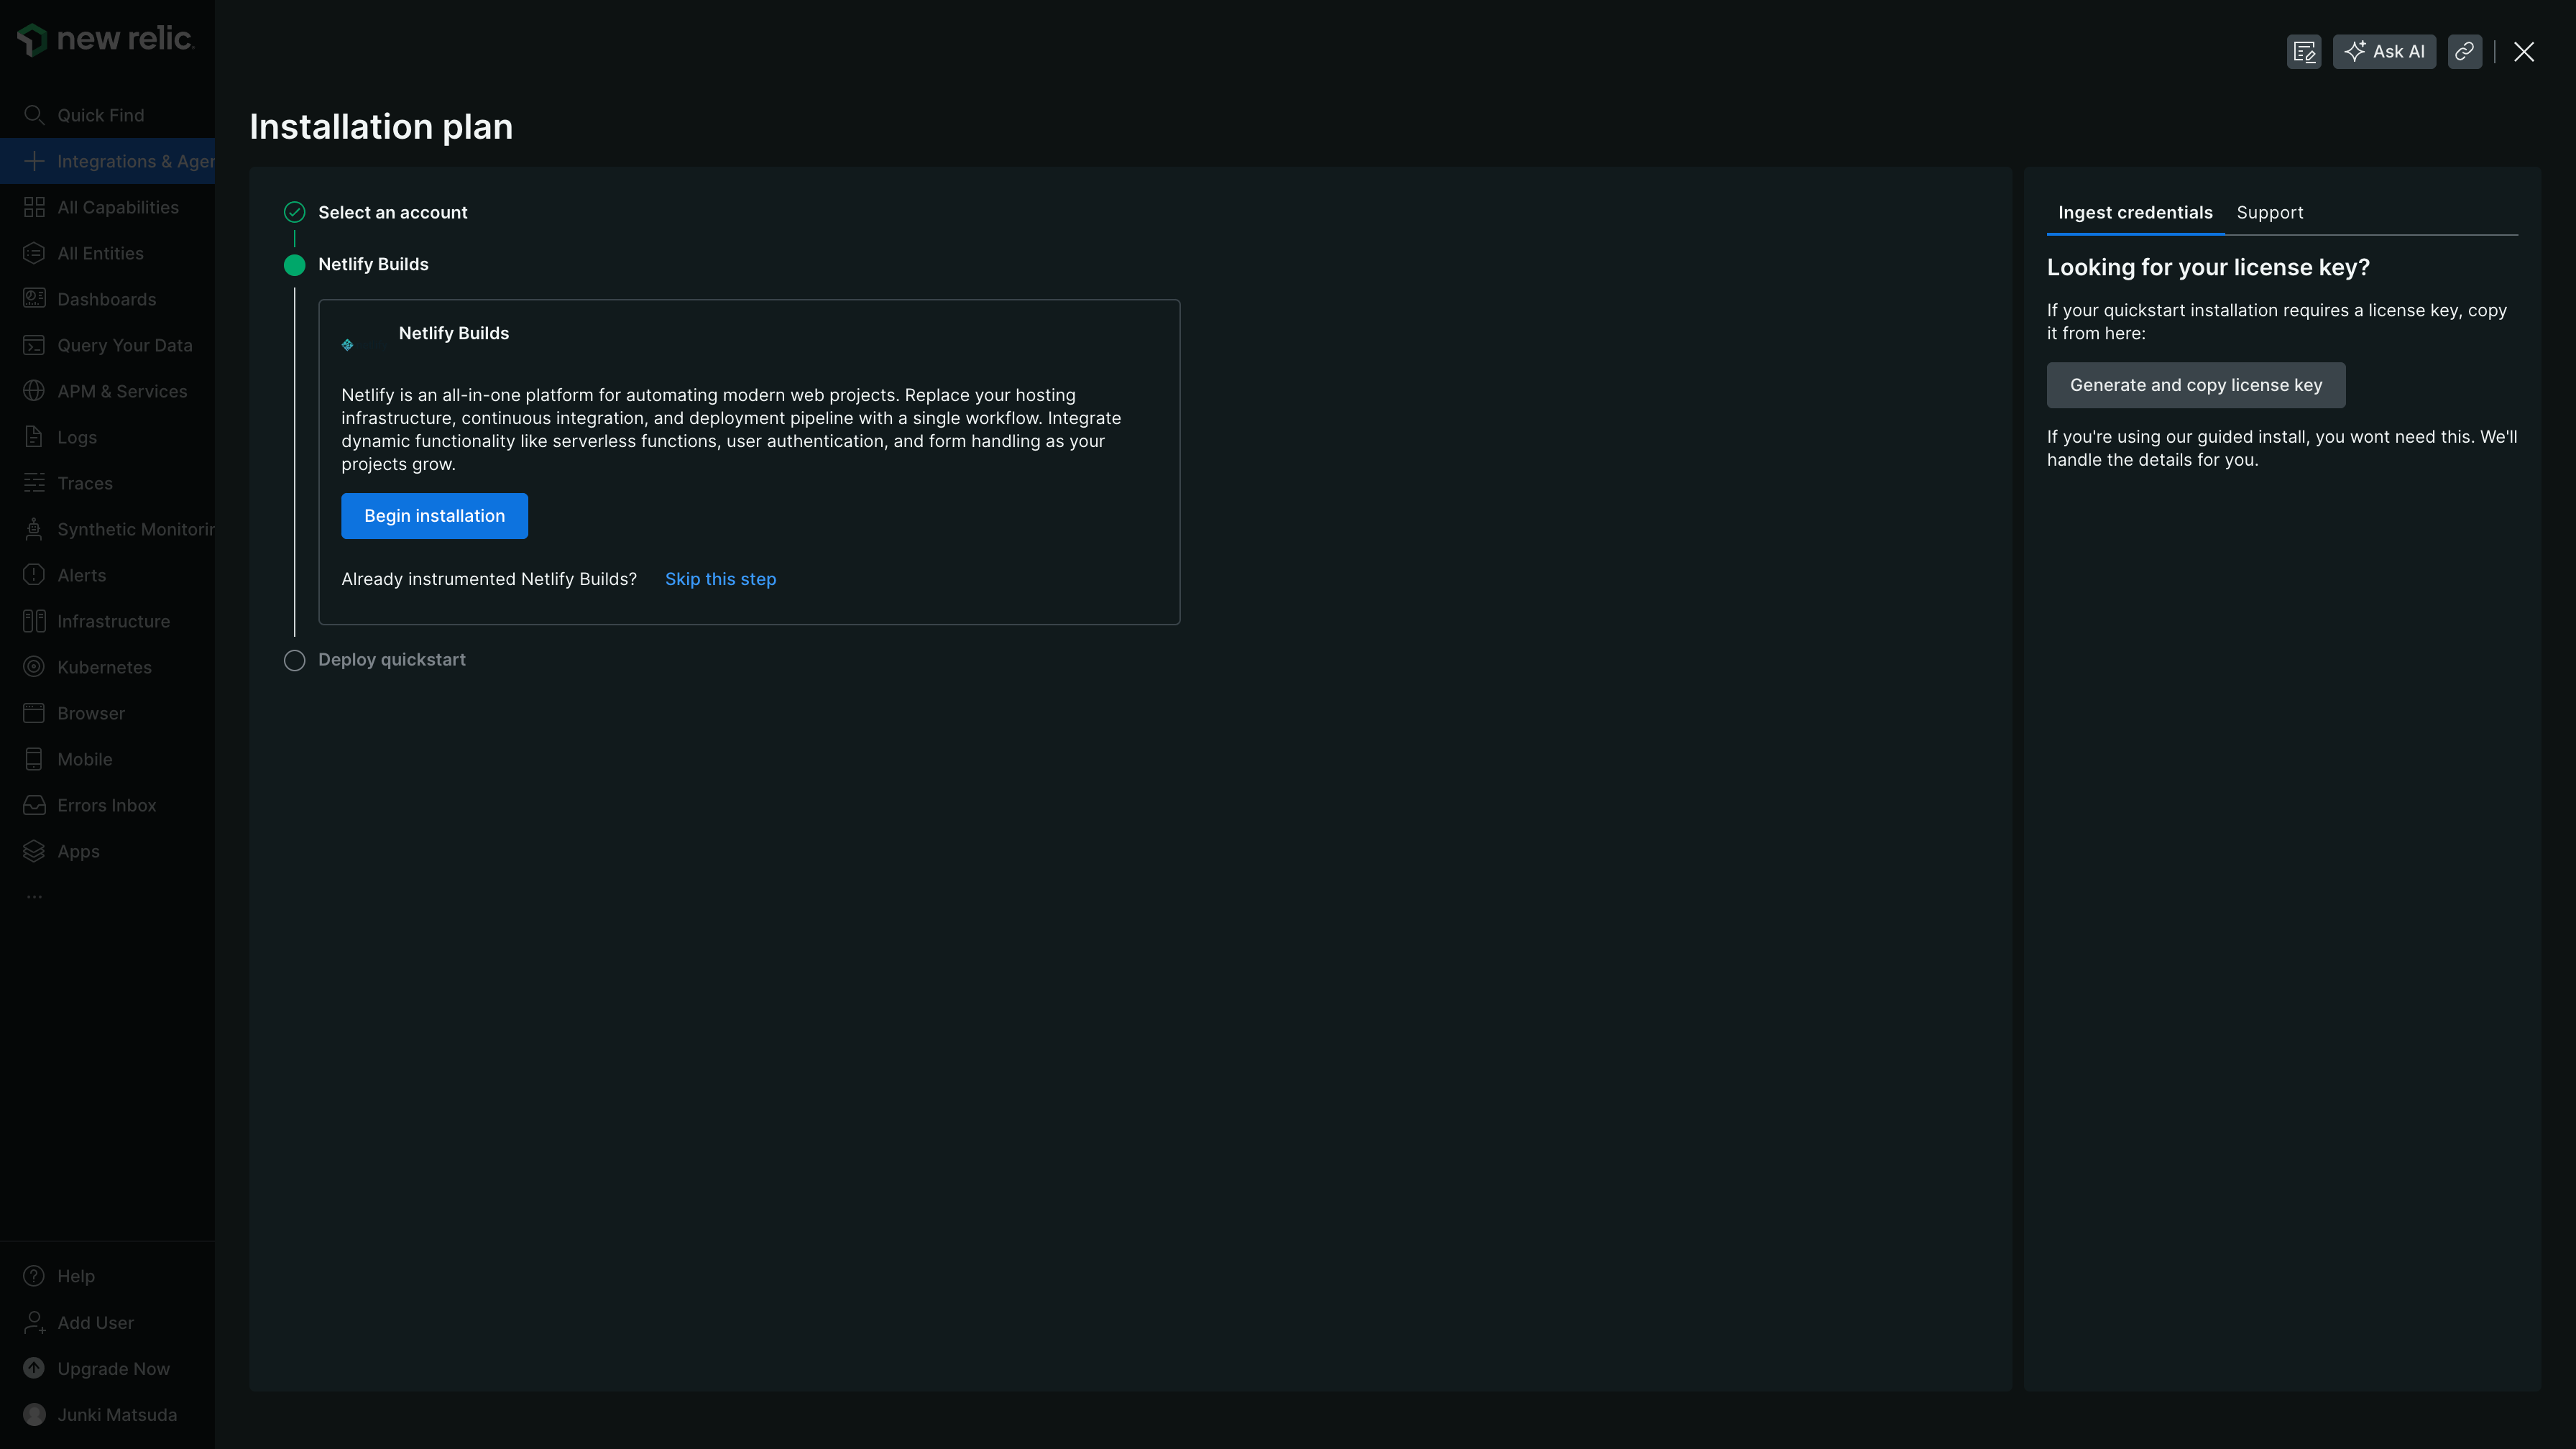 new relic
Quick Find
Integrations & Agen
All Capabilities
All Entities
Dashboards
Query Your Data
APM & Services
Logs
Traces
Synthetic Monitorin
Alerts
Infrastructure
Kubernetes
Browser
Mobile
Errors Inbox
Apps
...
Help
Add User
Upgrade Now
Junki Matsuda
Ask AI
Installation plan
Select an account
Netlify Builds
Netlify Builds
Netlify is an all-in-one platform for automating modern web projects. Replace your hosting
infrastructure, continuous integration, and deployment pipeline with a single workflow. Integrate
dynamic functionality like serverless functions, user authentication, and form handling as your
projects grow.
Begin installation
Already instrumented Netlify Builds? Skip this step
Deploy quickstart
Ingest credentials Support
Looking for your license key?
If your quickstart installation requires a license key, copy
it from here:
Generate and copy license key
If you're using our guided install, you wont need this. We'll
handle the details for you.